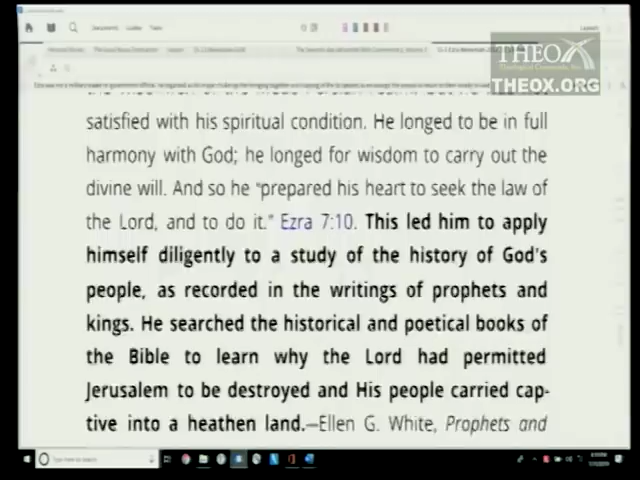 THEOX
THEOX.ORG
satisfied with his spiritual condition. He longed to be in full
harmony with God; he longed for wisdom to carry out the
divine will. And so he "prepared his heart to seek the law of
the Lord, and to do it." Ezra 7:10. This led him to apply
himself diligently to a study of the history of God's
people, as recorded in the writings of prophets and
kings. He searched the historical and poetical books of
the Bible to learn why the Lord had permitted
Jerusalem to be destroyed and His people carried cap-
tive into a heathen land.—Ellen G. White, Prophets and